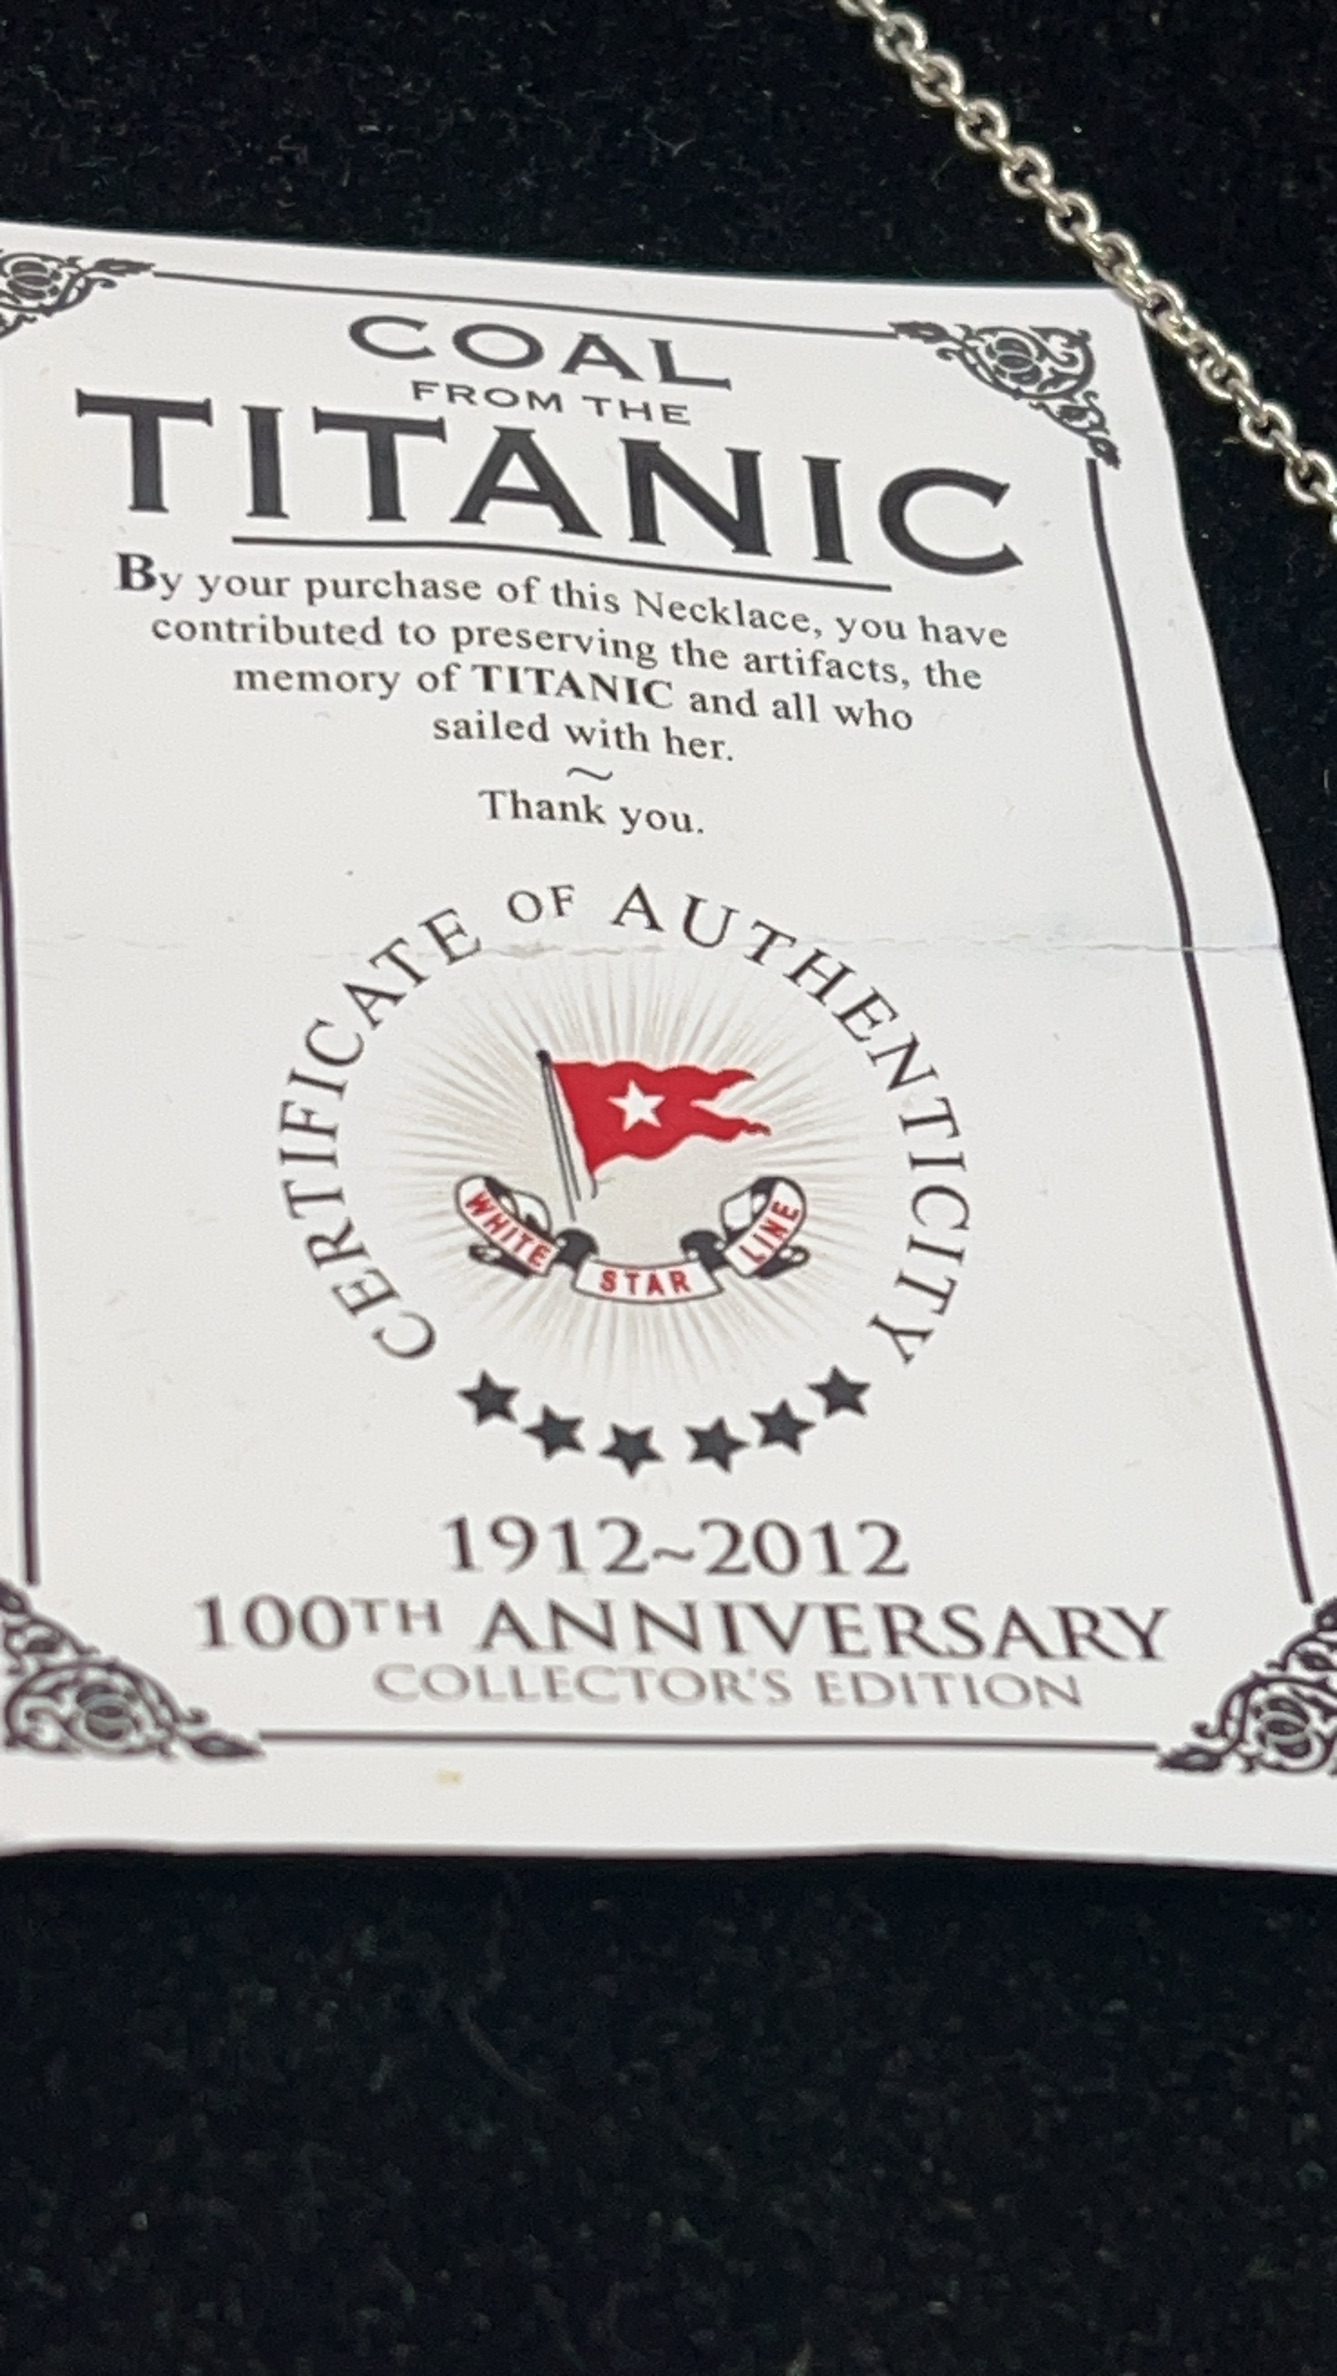 COAL
FROM THE
TITANIC
By your purchase of this Necklace, you have
contributed to preserving the artifacts, the
memory of TITANIC and all who
sailed with her.
~
Thank you.
CERTIFICATE OF AUTHENTICITY
WHITE STAR LINE
1912~2012
100TH ANNIVERSARY
COLLECTOR'S EDITION